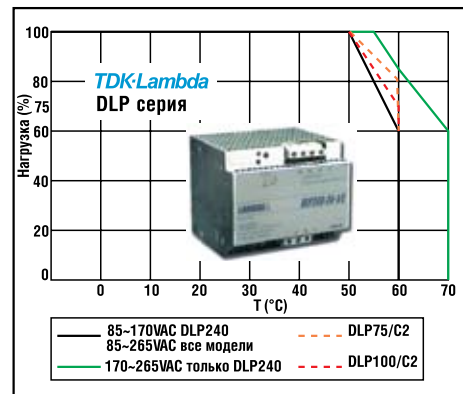 100
80
75
60
40
20
0
Нагрузка (%)
TDK·Lambda
DLP серия
LAMBDA
0 10 20 30 40 50 60 70
T (°C)
85~170VAC DLP240
85~265VAC все модели
170~265VAC только DLP240
DLP75/C2
DLP100/C2